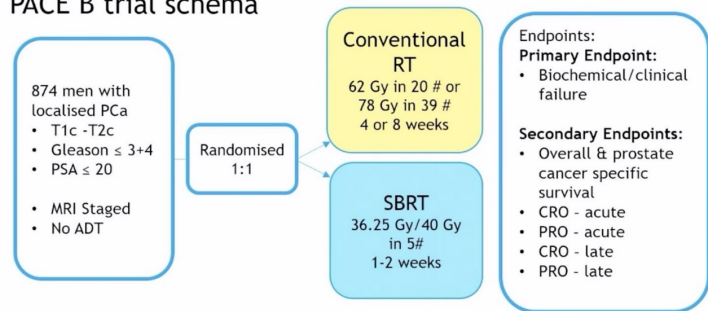 PACE B trial schema
874 men with
localised PCa
• T1c -T2c
• Gleason ≤ 3+4
• PSA ≤ 20
• MRI Staged
• No ADT
Randomised
1:1
Conventional
RT
62 Gy in 20 # or
78 Gy in 39 #
4 or 8 weeks
SBRT
36.25 Gy/40 Gy
in 5#
1-2 weeks
Endpoints:
Primary Endpoint:
• Biochemical/clinical
failure
Secondary Endpoints:
• Overall & prostate
cancer specific
survival
• CRO - acute
• PRO - acute
• CRO - late
• PRO - late